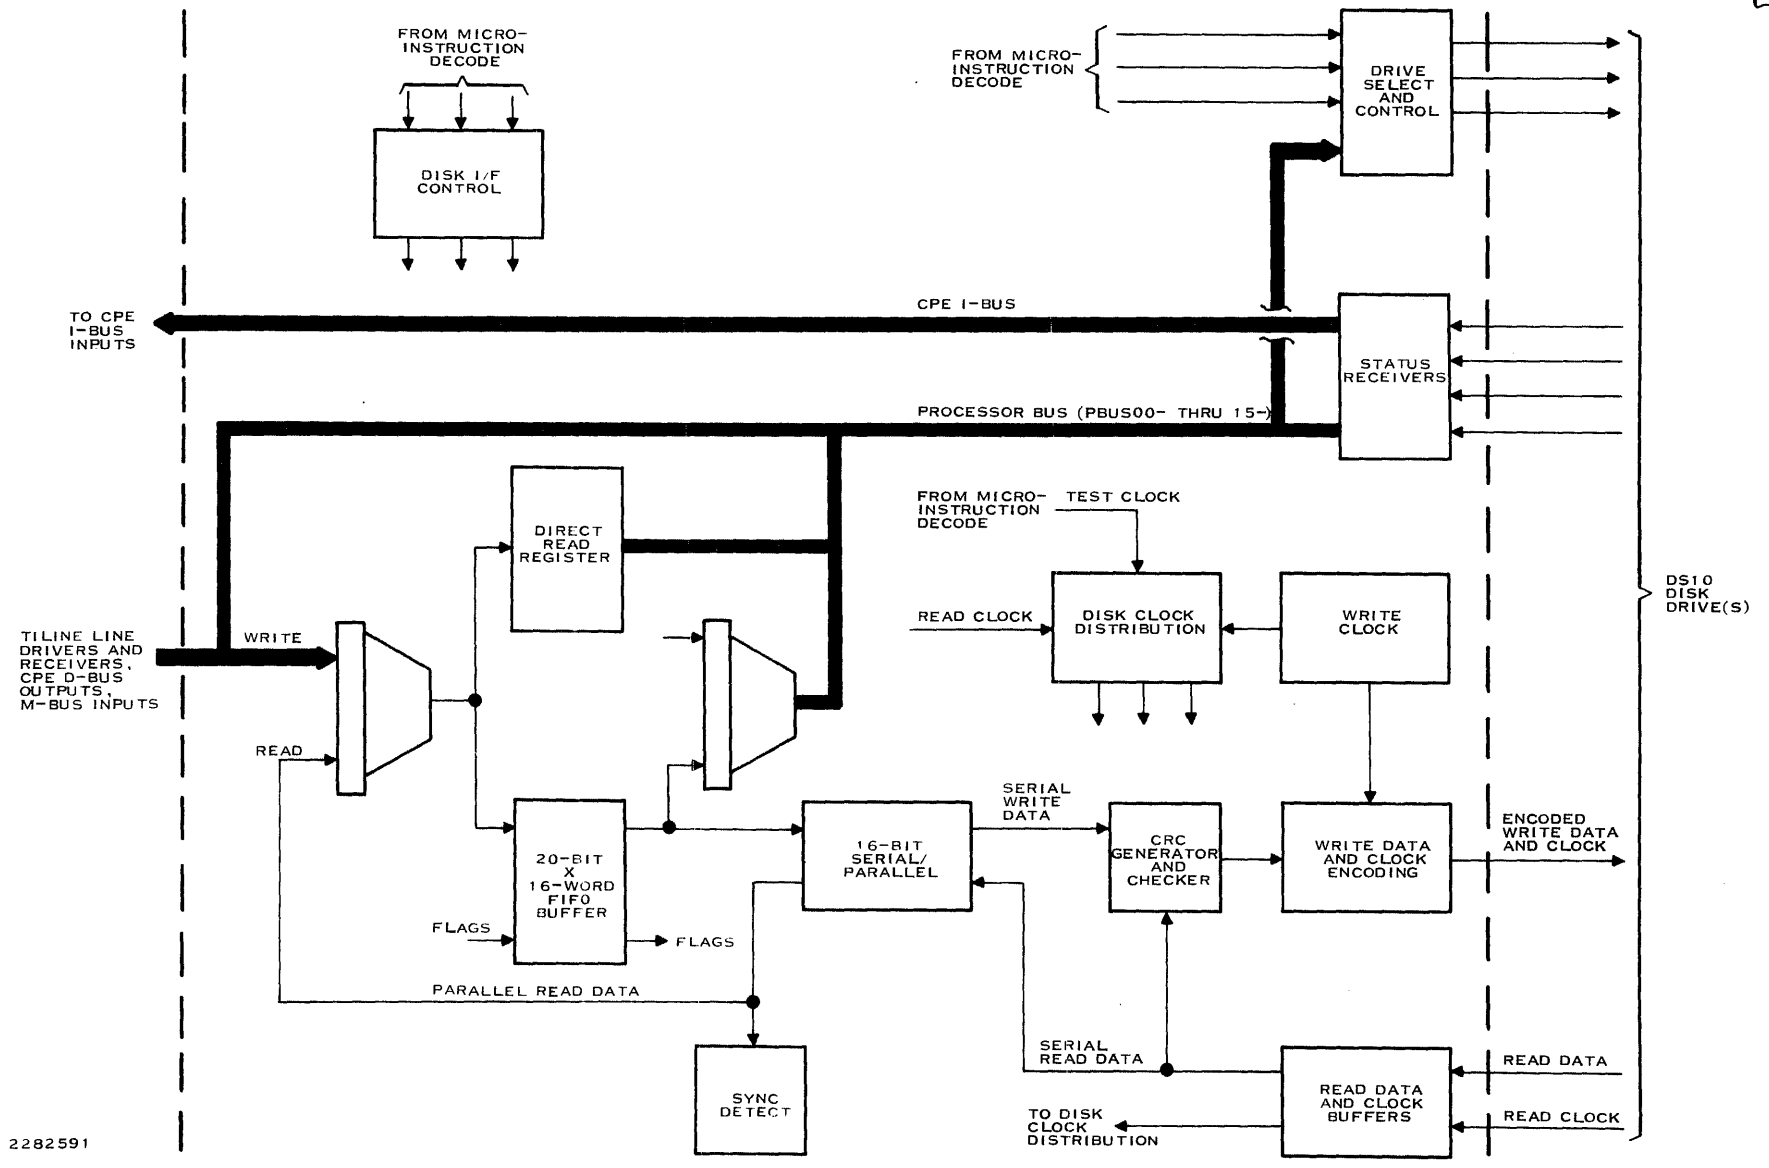 FROM MICRO-
INSTRUCTION
DECODE
DISK I/F
CONTROL
FROM MICRO-
INSTRUCTION
DECODE
DRIVE
SELECT
AND
CONTROL
TO CPE
I-BUS
INPUTS
CPE I-BUS
STATUS
RECEIVERS
PROCESSOR BUS (PBUS00- THRU 15-)
DIRECT
READ
REGISTER
FROM MICRO-
INSTRUCTION
DECODE
TEST CLOCK
READ CLOCK
DISK CLOCK
DISTRIBUTION
WRITE
CLOCK
DS10
DISK
DRIVE(S)
TILINE LINE
DRIVERS AND
RECEIVERS,
CPE D-BUS
OUTPUTS,
M-BUS INPUTS
WRITE
READ
20-BIT
X
16-WORD
FIFO
BUFFER
FLAGS
FLAGS
16-BIT
SERIAL/
PARALLEL
SERIAL
WRITE
DATA
CRC
GENERATOR
AND
CHECKER
WRITE DATA
AND CLOCK
ENCODING
ENCODED
WRITE DATA
AND CLOCK
PARALLEL READ DATA
SYNC
DETECT
SERIAL
READ DATA
TO DISK
CLOCK
DISTRIBUTION
READ DATA
AND CLOCK
BUFFERS
READ DATA
READ CLOCK
2282591